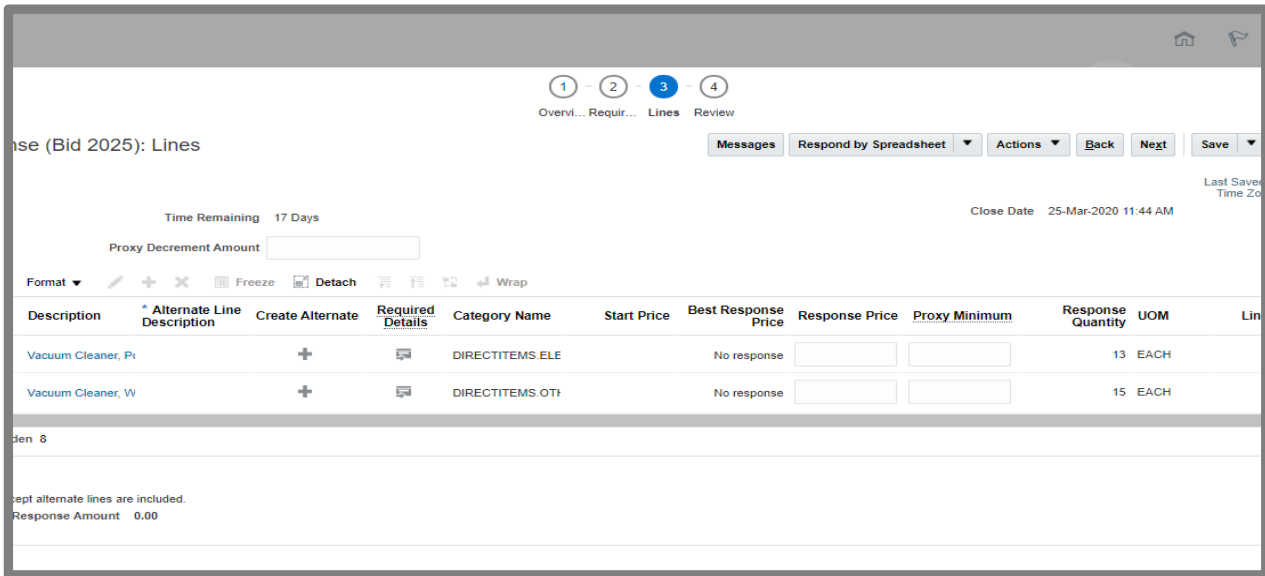 1 2 3 4
Overvi... Requir... Lines Review
nse (Bid 2025): Lines
Messages Respond by Spreadsheet Actions Back Next Save
Last Saved
Time Zo
Time Remaining 17 Days
Close Date 25-Mar-2020 11:44 AM
Proxy Decrement Amount
Format Freeze Detach Wrap
Description * Alternate Line Description Create Alternate Required Details Category Name Start Price Best Response Price Response Price Proxy Minimum Response Quantity UOM Lin
Vacuum Cleaner, Po DIRECTITEMS.ELE No response 13 EACH
Vacuum Cleaner, W DIRECTITEMS.OTH No response 15 EACH
den 8
cept alternate lines are included.
Response Amount 0.00